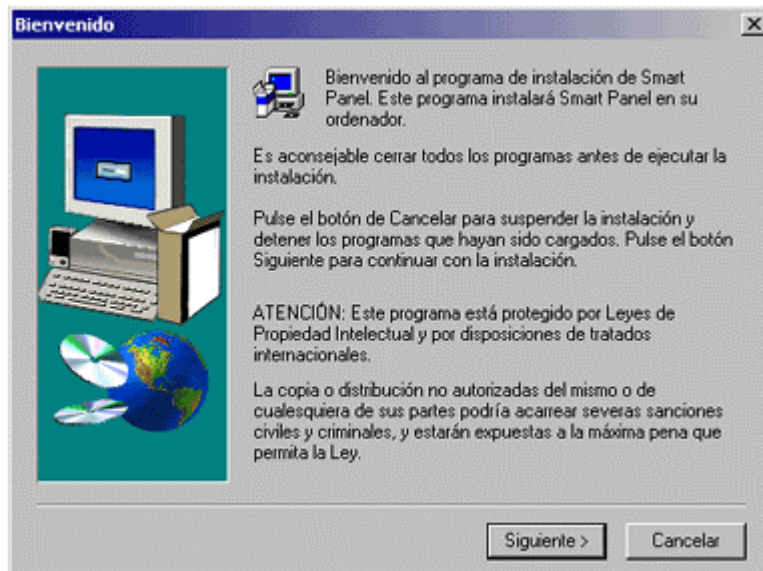 Bienvenido
Bienvenido al programa de instalación de Smart
Panel. Este programa instalará Smart Panel en su
ordenador.
Es aconsejable cerrar todos los programas antes de ejecutar la
instalación.
Pulse el botón de Cancelar para suspender la instalación y
detener los programas que hayan sido cargados. Pulse el botón
Siguiente para continuar con la instalación.
ATENCIÓN: Este programa está protegido por Leyes de
Propiedad Intelectual y por disposiciones de tratados
internacionales.
La copia o distribución no autorizadas del mismo o de
cualesquiera de sus partes podría acarrear severas sanciones
civiles y criminales, y estarán expuestas a la máxima pena que
permita la Ley.
Siguiente >
Cancelar